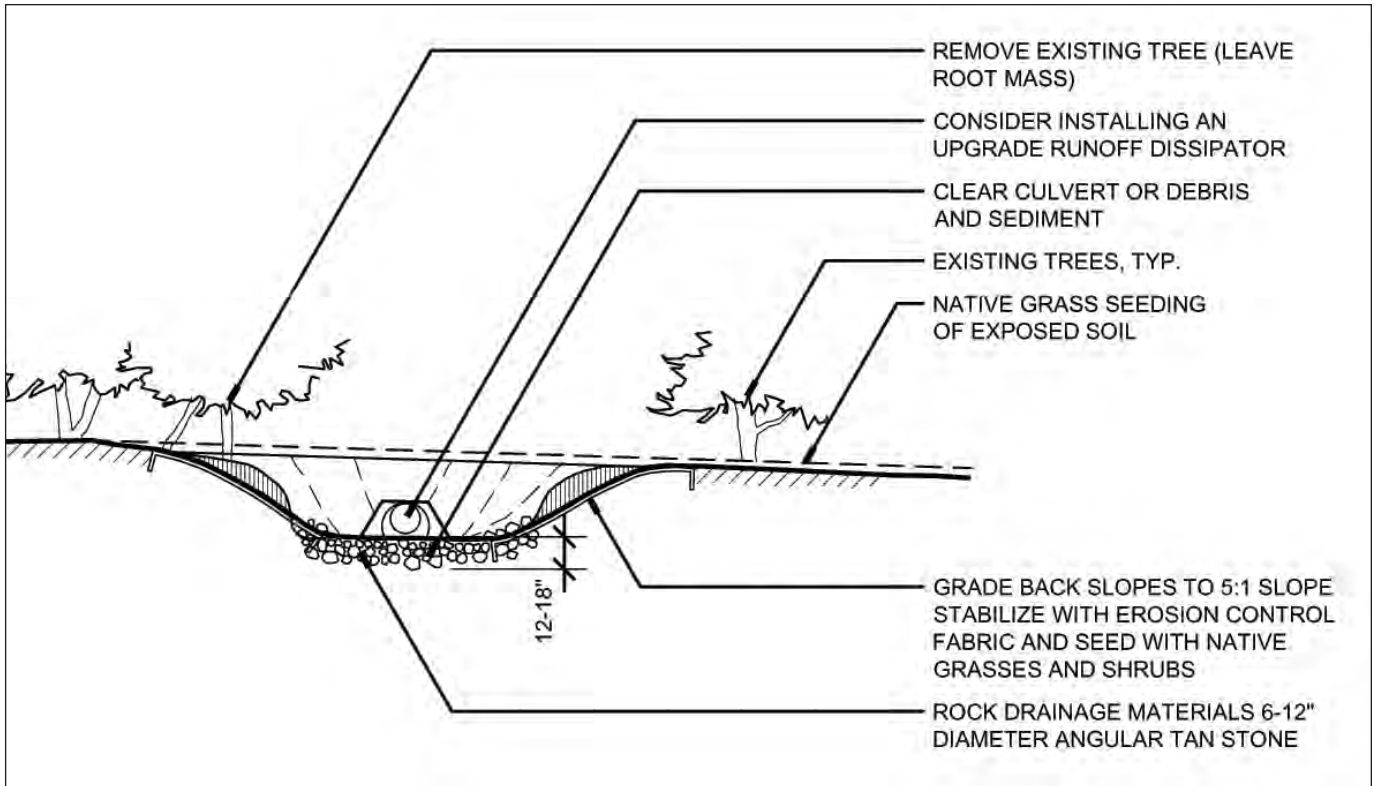 REMOVE EXISTING TREE (LEAVE
ROOT MASS)
CONSIDER INSTALLING AN
UPGRADE RUNOFF DISSIPATOR
CLEAR CULVERT OR DEBRIS
AND SEDIMENT
EXISTING TREES, TYP.
NATIVE GRASS SEEDING
OF EXPOSED SOIL
12-18"
GRADE BACK SLOPES TO 5:1 SLOPE
STABILIZE WITH EROSION CONTROL
FABRIC AND SEED WITH NATIVE
GRASSES AND SHRUBS
ROCK DRAINAGE MATERIALS 6-12"
DIAMETER ANGULAR TAN STONE